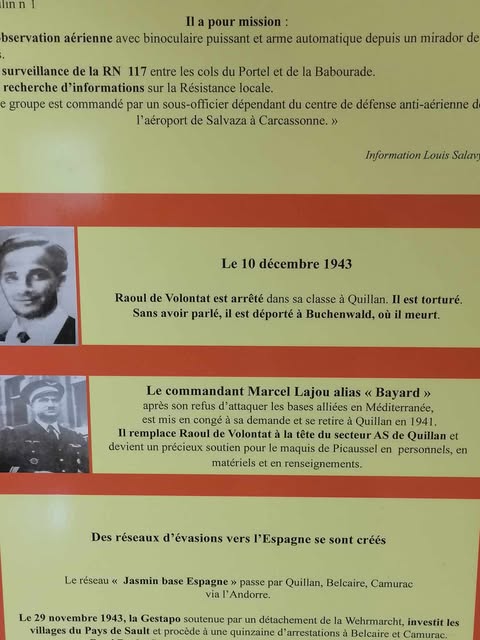 n° 1
Il a pour mission :
observation aérienne avec binoculaire puissant et arme automatique depuis un mirador de
surveillance de la RN 117 entre les cols du Portel et de la Babourade.
recherche d'informations sur la Résistance locale.
e groupe est commandé par un sous-officier dépendant du centre de défense anti-aérienne de
l'aéroport de Salvaza à Carcassonne. »
Information Louis Salavy
Le 10 décembre 1943
Raoul de Volontat est arrêté dans sa classe à Quillan. Il est torturé.
Sans avoir parlé, il est déporté à Buchenwald, où il meurt.
Le commandant Marcel Lajou alias « Bayard »
après son refus d'attaquer les bases alliées en Méditerranée,
est mis en congé à sa demande et se retire à Quillan en 1941.
Il remplace Raoul de Volontat à la tête du secteur AS de Quillan et
devient un précieux soutien pour le maquis de Picaussel en personnels, en
matériels et en renseignements.
Des réseaux d'évasions vers l'Espagne se sont créés
Le réseau « Jasmin base Espagne » passe par Quillan, Belcaire, Camurac
via l'Andorre.
Le 29 novembre 1943, la Gestapo soutenue par un détachement de la Wehrmarcht, investit les
villages du Pays de Sault et procède à une quinzaine d'arrestations à Belcaire et Camurac.